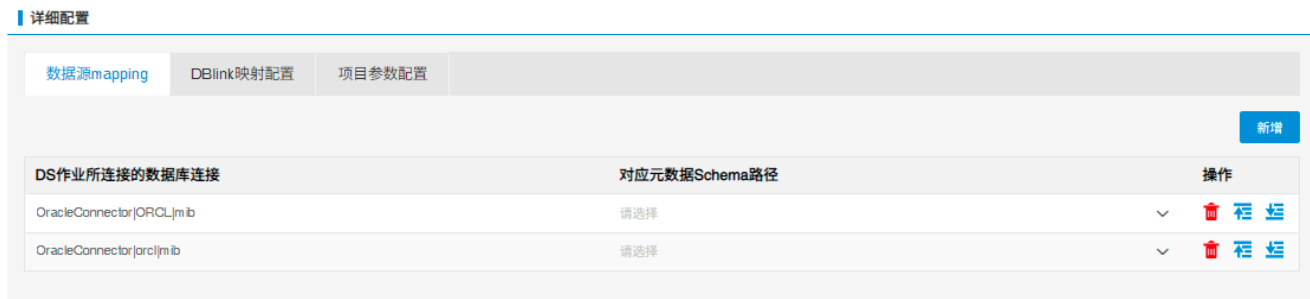 详细配置
数据源mapping DBlink映射配置 项目参数配置
新增
DS作业所连接的数据库连接 对应元数据Schema路径 操作
OracleConnector|ORCL|mib 请选择
OracleConnector|orcl|mib 请选择